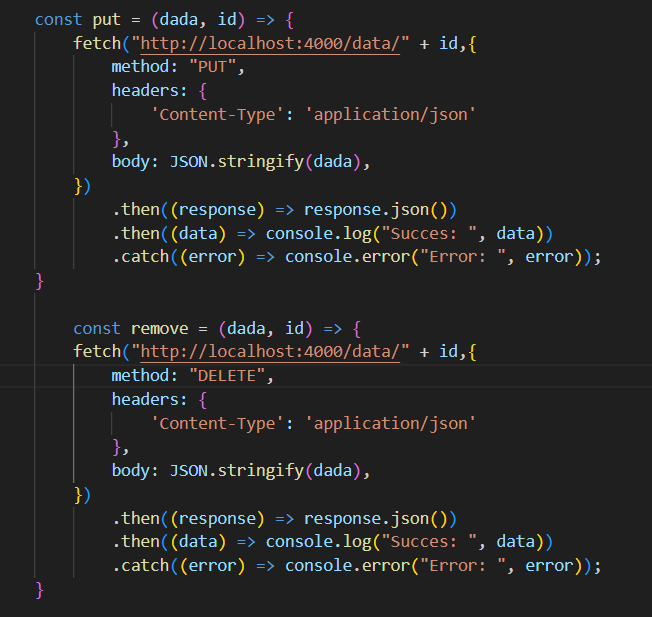 const put = (dada, id) => {
fetch("http://localhost:4000/data/" + id,{
method: "PUT",
headers: {
'Content-Type': 'application/json'
},
body: JSON.stringify(dada),
})
.then((response) => response.json())
.then((data) => console.log("Succes: ", data))
.catch((error) => console.error("Error: ", error));
}
const remove = (dada, id) => {
fetch("http://localhost:4000/data/" + id,{
method: "DELETE",
headers: {
'Content-Type': 'application/json'
},
body: JSON.stringify(dada),
})
.then((response) => response.json())
.then((data) => console.log("Succes: ", data))
.catch((error) => console.error("Error: ", error));
}